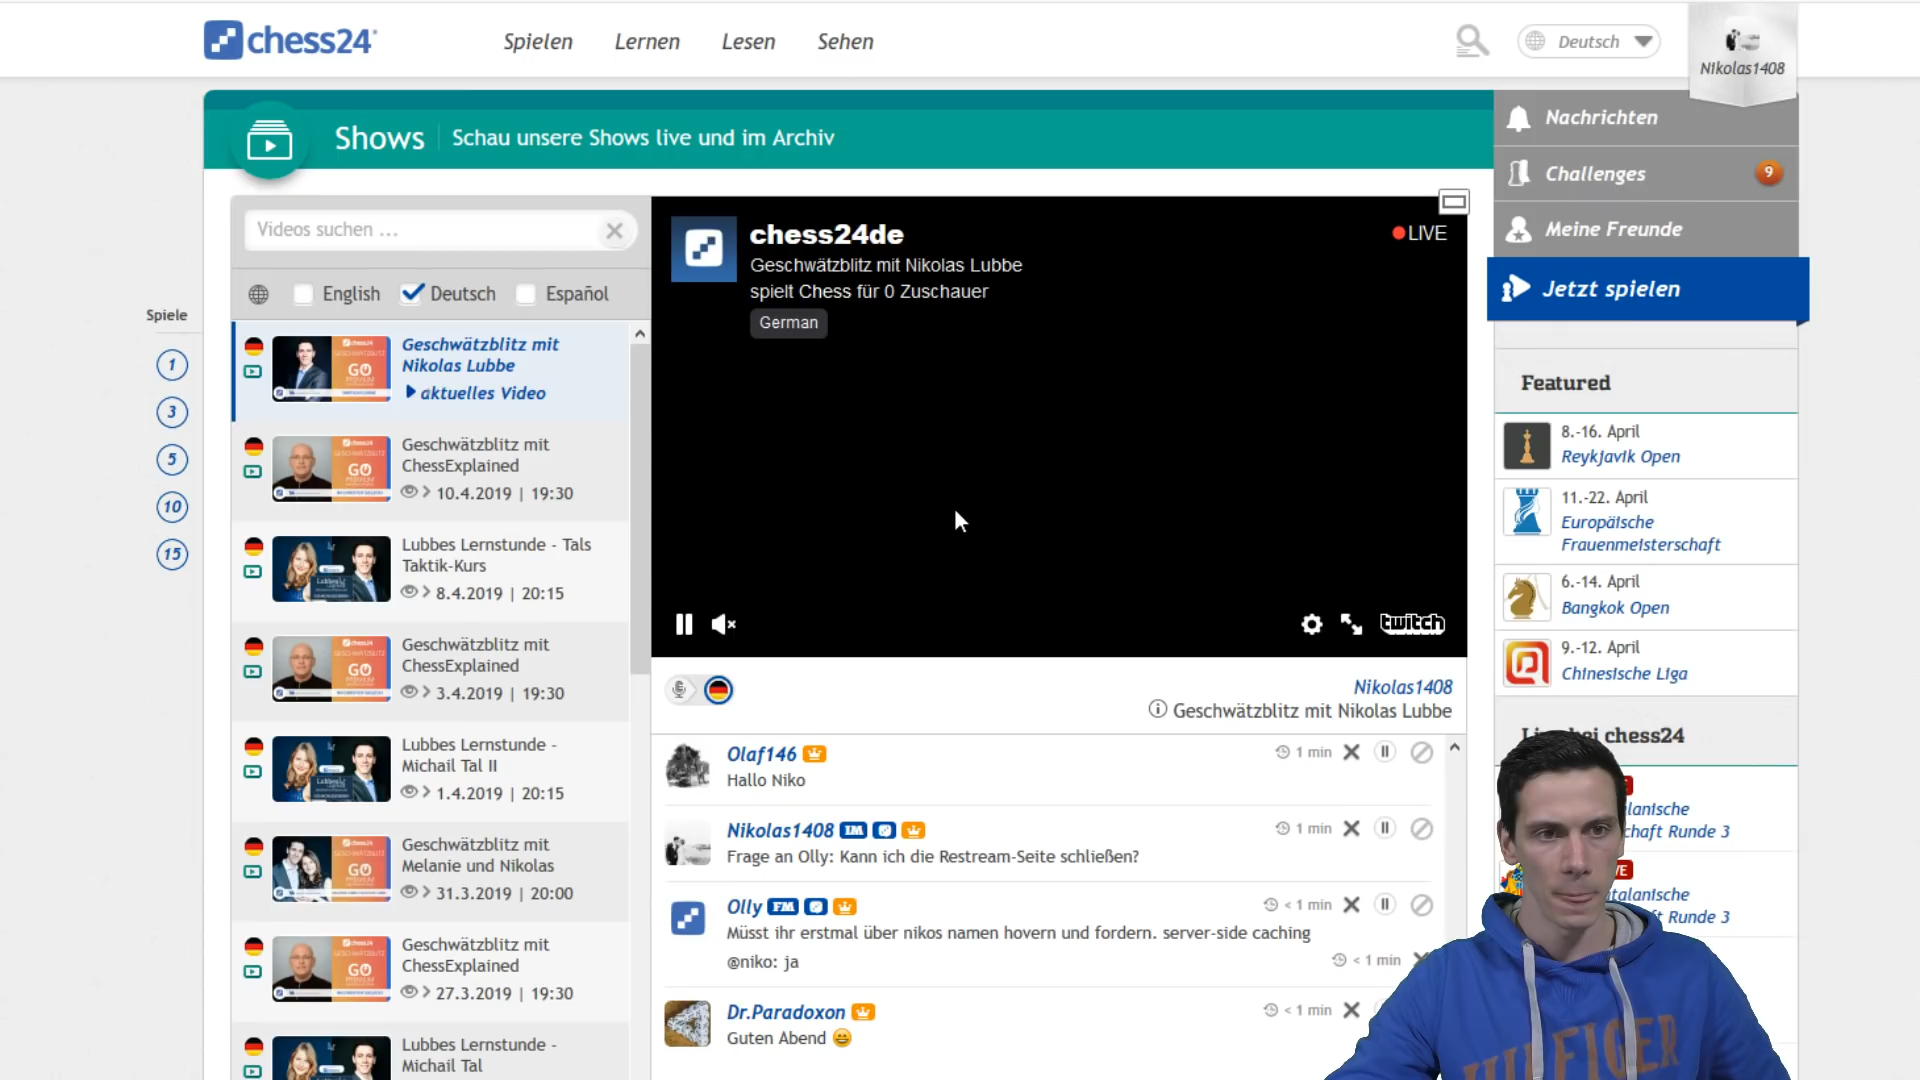 chess24
Spielen
Lernen
Lesen
Sehen
Deutsch
Nikolas1408
Shows
Schau unsere Shows live und im Archiv
Nachrichten
Challenges
9
Meine Freunde
Jetzt spielen
Videos suchen ...
English
Deutsch
Español
Spiele
1
3
5
10
15
Geschwätzblitz mit
Nikolas Lubbe
aktuelles Video
Geschwätzblitz mit
ChessExplained
10.4.2019 | 19:30
Lubbes Lernstunde - Tals
Taktik-Kurs
8.4.2019 | 20:15
Geschwätzblitz mit
ChessExplained
3.4.2019 | 19:30
Lubbes Lernstunde -
Michail Tal II
1.4.2019 | 20:15
Geschwätzblitz mit
Melanie und Nikolas
31.3.2019 | 20:00
Geschwätzblitz mit
ChessExplained
27.3.2019 | 19:30
Lubbes Lernstunde -
Michail Tal
chess24de
LIVE
Geschwätzblitz mit Nikolas Lubbe
spielt Chess für 0 Zuschauer
German
twitch
Nikolas1408
Geschwätzblitz mit Nikolas Lubbe
Olaf146
1 min
Hallo Niko
Nikolas1408 IM
1 min
Frage an Olly: Kann ich die Restream-Seite schließen?
Olly FM
< 1 min
Müsst ihr erstmal über nikos namen hovern und fordern. server-side caching
@niko: ja
< 1 min
Dr.Paradoxon
< 1 min
Guten Abend
Featured
8.-16. April
Reykjavik Open
11.-22. April
Europäische
Frauenmeisterschaft
6.-14. April
Bangkok Open
9.-12. April
Chinesische Liga
chess24
Runde 3
Runde 3
HILFIGER